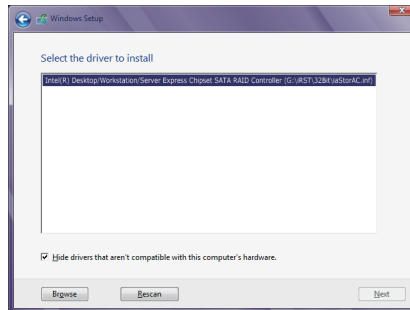 Windows Setup
Select the driver to install
Intel(R) Desktop/Workstation/Server Express Chipset SATA RAID Controller (G:\iRST\32Bit\iaStorAC.inf)
Hide drivers that aren't compatible with this computer's hardware.
Browse Rescan Next